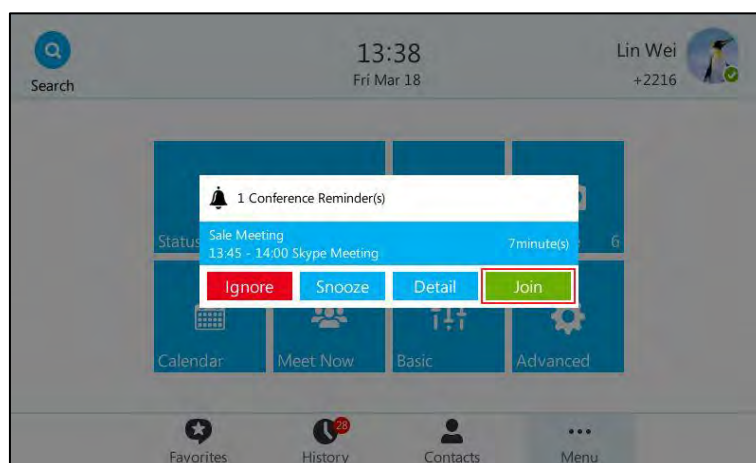 13:38
Fri Mar 18
Lin Wei
+2216
Search
1 Conference Reminder(s)
Sale Meeting
13:45 - 14:00 Skype Meeting
7minute(s)
Status
6
Ignore
Snooze
Detail
Join
Calendar
Meet Now
Basic
Advanced
28
Favorites
History
Contacts
Menu